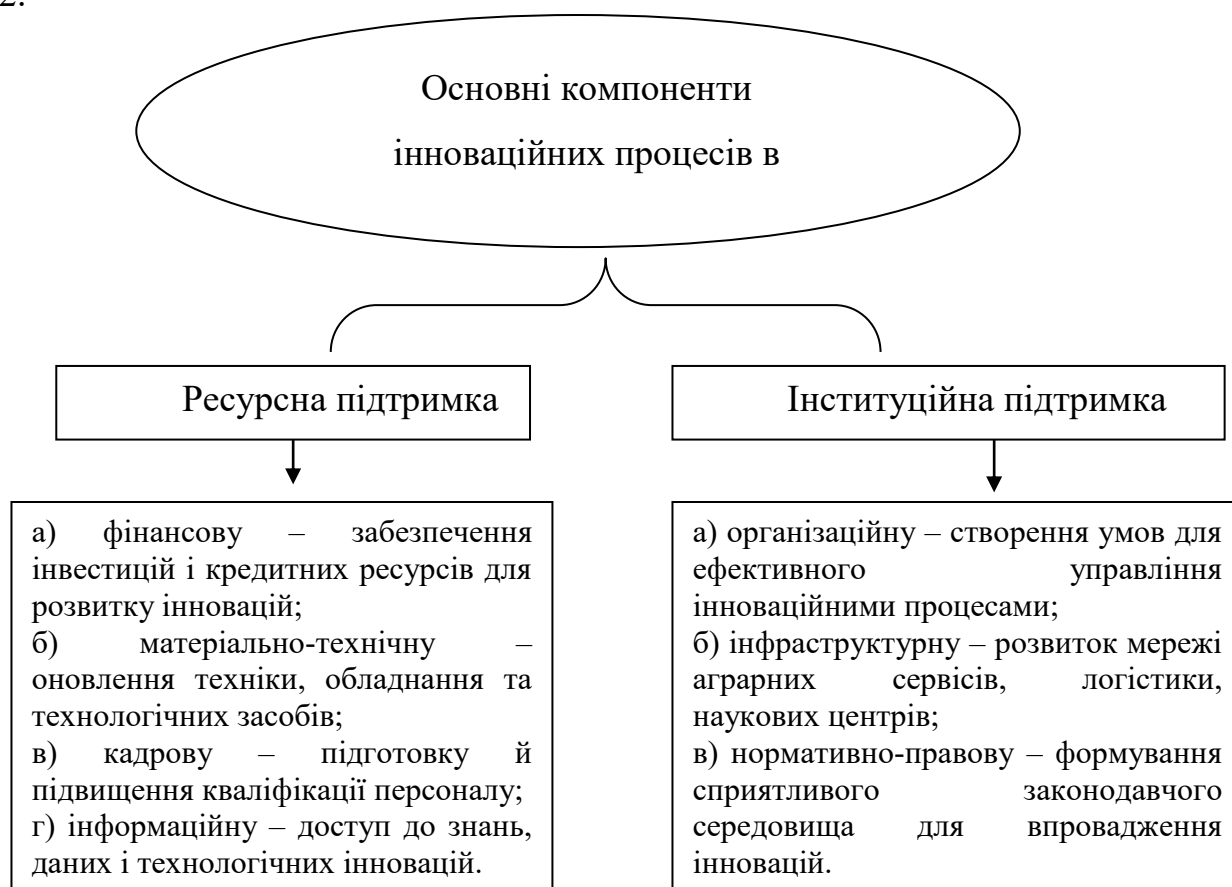 2.
Основні компоненти
інноваційних процесів в
Ресурсна підтримка
Інституційна підтримка
а) фінансову – забезпечення
інвестицій і кредитних ресурсів для
розвитку інновацій;
б) матеріально-технічну –
оновлення техніки, обладнання та
технологічних засобів;
в) кадрову – підготовку й
підвищення кваліфікації персоналу;
г) інформаційну – доступ до знань,
даних і технологічних інновацій.
а) організаційну – створення умов для
ефективного управління
інноваційними процесами;
б) інфраструктурну – розвиток мережі
аграрних сервісів, логістики,
наукових центрів;
в) нормативно-правову – формування
сприятливого законодавчого
середовища для впровадження
інновацій.